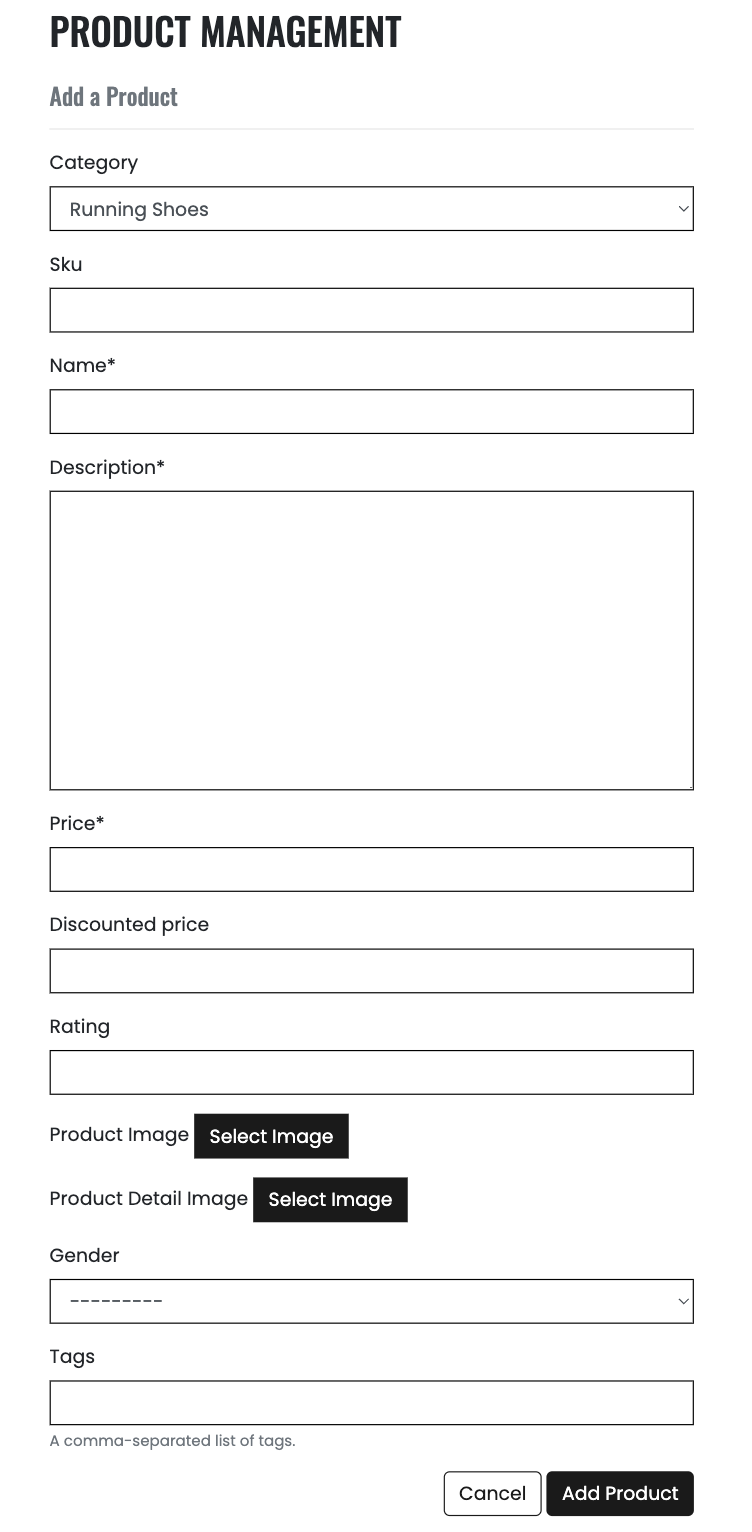 PRODUCT MANAGEMENT
Add a Product
Category
Running Shoes
Sku
Name*
Description*
Price*
Discounted price
Rating
Product Image Select Image
Product Detail Image Select Image
Gender
---------
Tags
A comma-separated list of tags.
Cancel Add Product